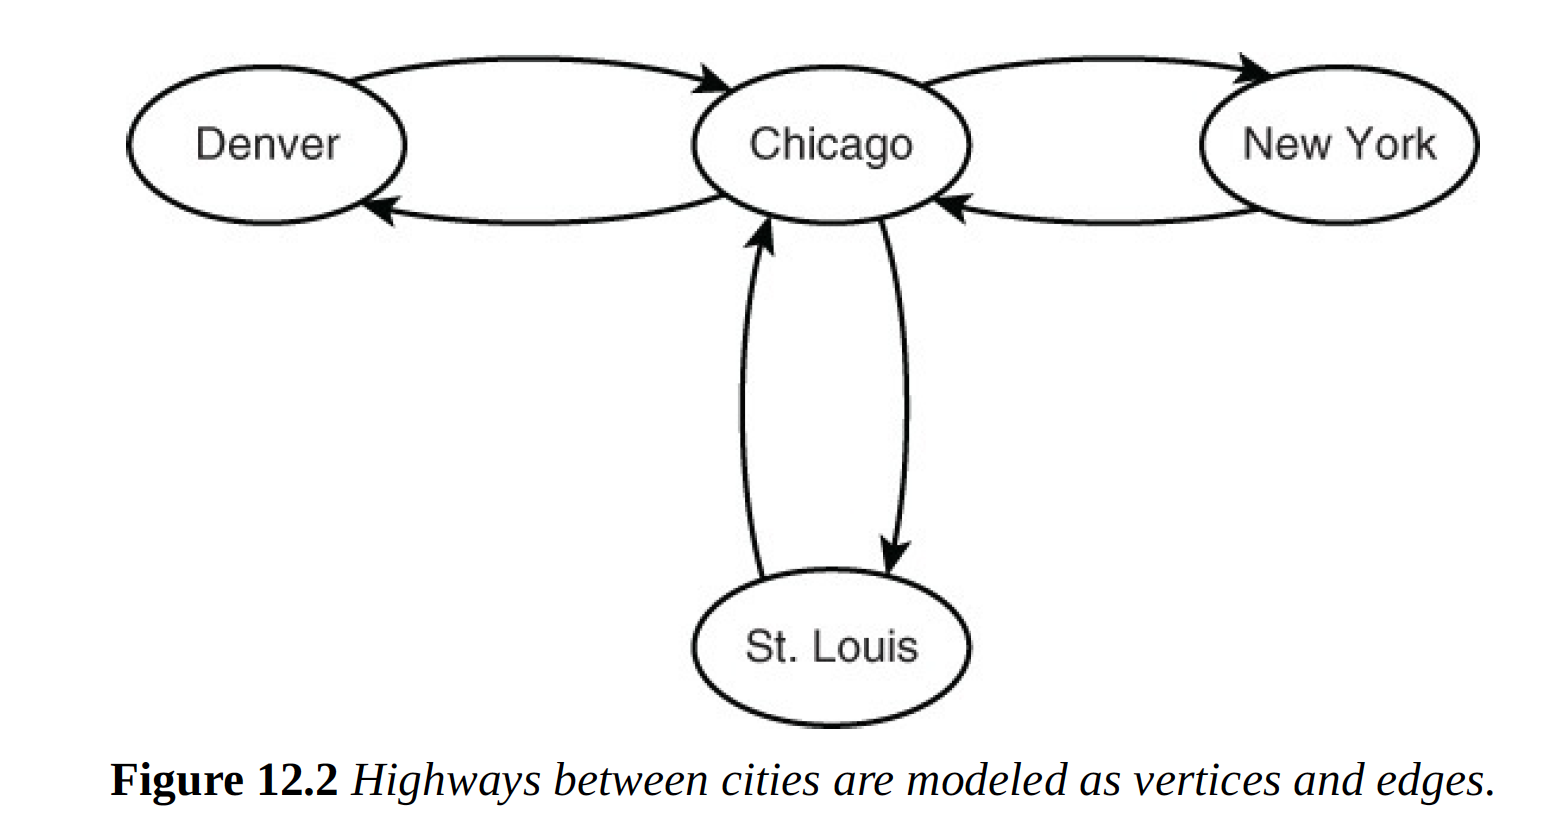 Denver
Chicago
New York
St. Louis
Figure 12.2 Highways between cities are modeled as vertices and edges.